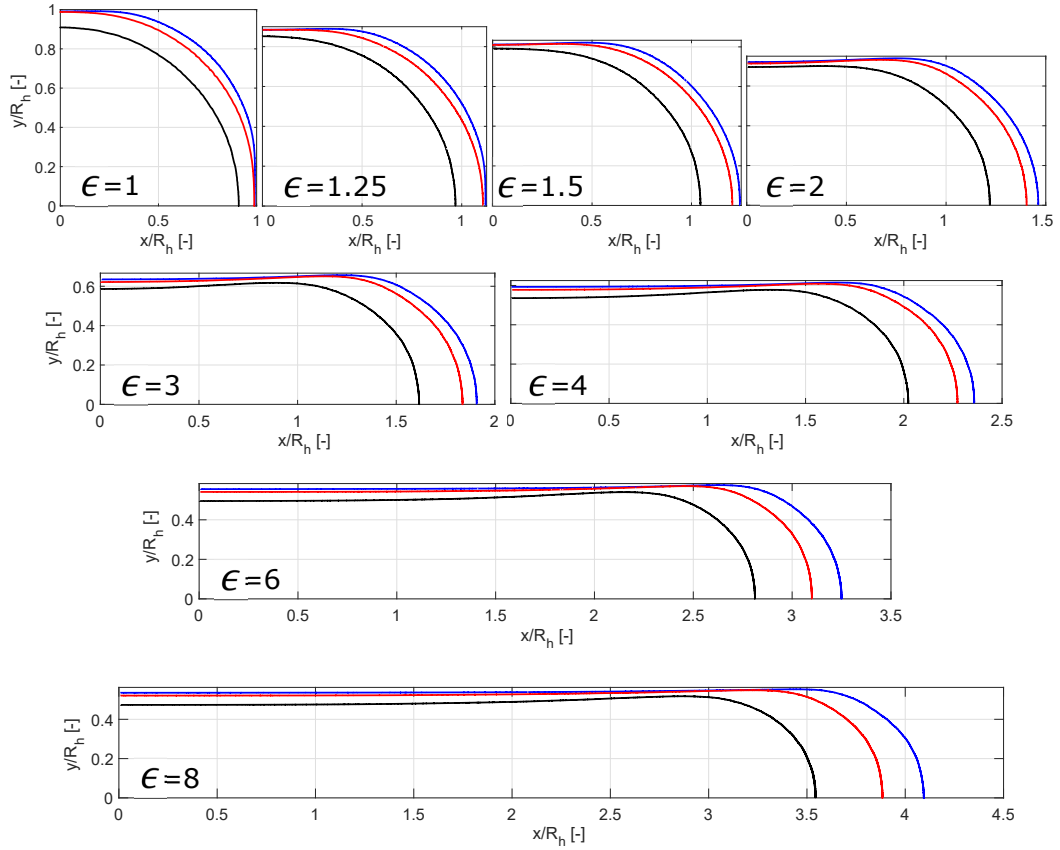 y/R_h [-]
1
0.8
0.6
0.4
0.2
0
ϵ=1
ϵ=1.25
ϵ=1.5
ϵ=2
0 0.5 1 0.5 1 0 0.5 1 0 0.5 1 1.5
x/R_h [-] x/R_h [-] x/R_h [-] x/R_h [-]
y/R_h [-]
0.6
0.4
0.2
0
ϵ=3
ϵ=4
0 0.5 1 1.5 2 0 0.5 1 1.5 2 2.5
x/R_h [-] x/R_h [-]
y/R_h [-]
0.4
0.2
0
ϵ=6
0 0.5 1 1.5 2 2.5 3 3.5
x/R_h [-]
y/R_h [-]
0.4
0.2
0
ϵ=8
0 0.5 1 1.5 2 2.5 3 3.5 4 4.5
x/R_h [-]